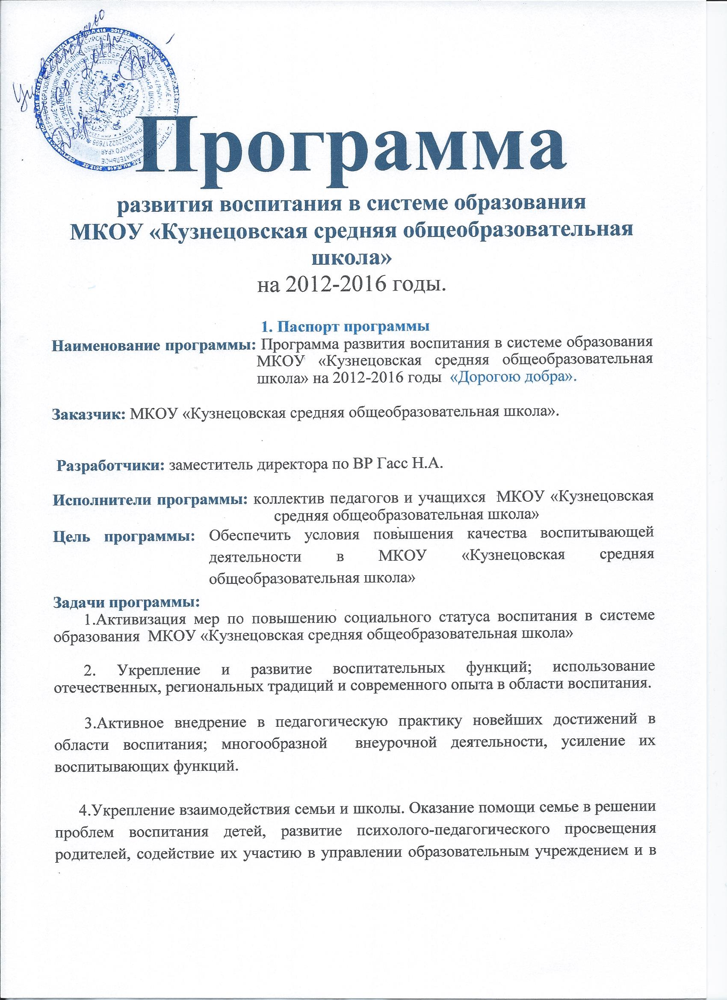 Программа
развития воспитания в системе образования
МКОУ «Кузнецовская средняя общеобразовательная
школа»
на 2012-2016 годы.
1. Паспорт программы
Наименование программы: Программа развития воспитания в системе образования
МКОУ «Кузнецовская средняя общеобразовательная
школа» на 2012-2016 годы «Дорогою добра».
Заказчик: МКОУ «Кузнецовская средняя общеобразовательная школа».
Разработчики: заместитель директора по ВР Гасс Н.А.
Исполнители программы: коллектив педагогов и учащихся МКОУ «Кузнецовская
средняя общеобразовательная школа»
Цель программы: Обеспечить условия повышения качества воспитывающей
деятельности в МКОУ «Кузнецовская средняя
общеобразовательная школа»
Задачи программы:
1.Активизация мер по повышению социального статуса воспитания в системе
образования МКОУ «Кузнецовская средняя общеобразовательная школа»
2. Укрепление и развитие воспитательных функций; использование
отечественных, региональных традиций и современного опыта в области воспитания.
3.Активное внедрение в педагогическую практику новейших достижений в
области воспитания; многообразной внеурочной деятельности, усиление их
воспитывающих функций.
4.Укрепление взаимодействия семьи и школы. Оказание помощи семье в решении
проблем воспитания детей, развитие психолого-педагогического просвещения
родителей, содействие их участию в управлении образовательным учреждением и в